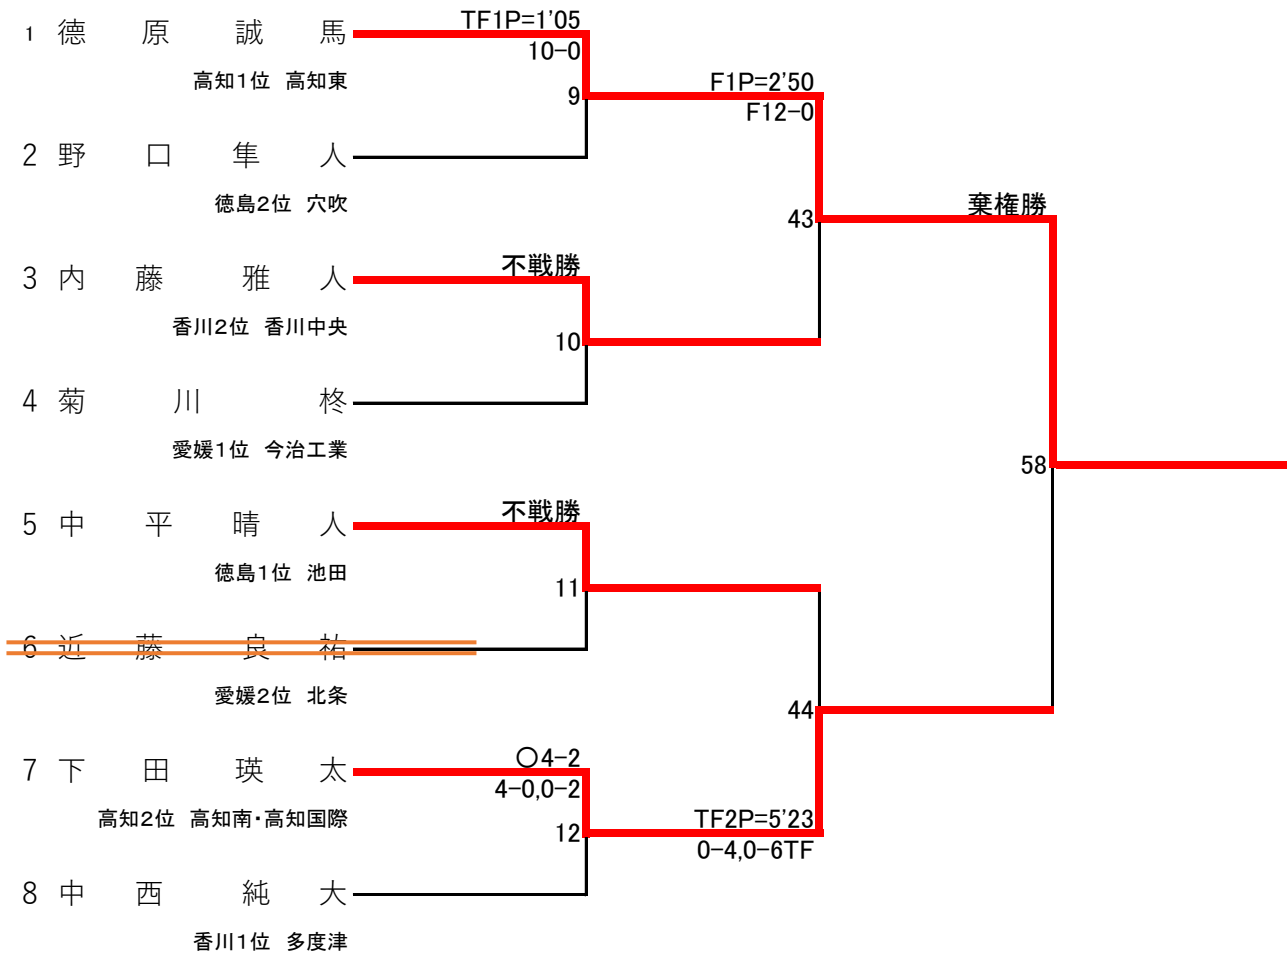 1 德原誠馬
高知1位 高知東
2 野口隼人
徳島2位 穴吹
3 内藤雅人
香川2位 香川中央
4 菊川柊
愛媛1位 今治工業
5 中平晴人
徳島1位 池田
6 近藤良祐
愛媛2位 北条
7 下田瑛太
高知2位 高知南・高知国際
8 中西純大
香川1位 多度津
TF1P=1'05
10-0
9
不戦勝
10
不戦勝
11
○4-2
4-0,0-2
12
F1P=2'50
F12-0
43
44
TF2P=5'23
0-4,0-6TF
棄権勝
58